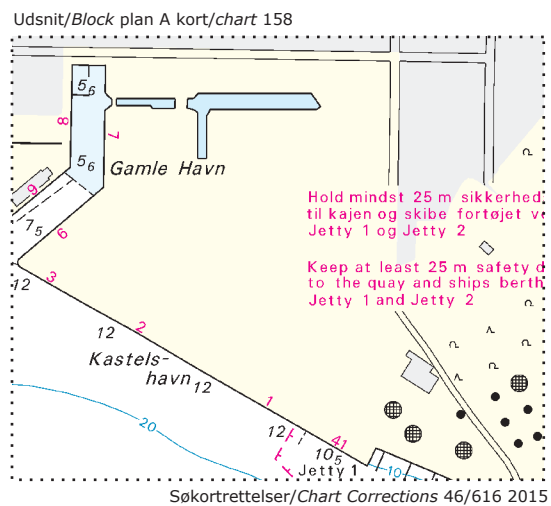 Udsnit/Block plan A kort/chart 158
5₆
8
7
5₆
Gamle Havn
9
7₅
6
Hold mindst 25 m sikkerhed
til kajen og skibe fortøjet v
Jetty 1 og Jetty 2
Keep at least 25 m safety d
to the quay and ships berth
Jetty 1 and Jetty 2
3
12
12
2
Kastels-
havn
12
1
20
12
41
10₅
Jetty 1
10
Søkortrettelser/Chart Corrections 46/616 2015